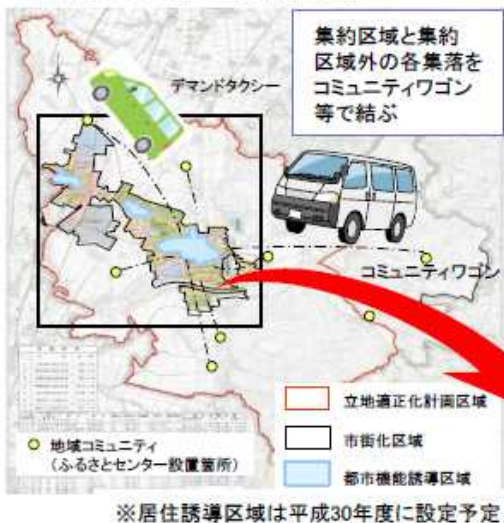 集約区域と集約
区域外の各集落を
コミュニティワゴン
等で結ぶ
デマンドタクシー
コミュニティワゴン
立地適正化計画区域
市街化区域
都市機能誘導区域
地域コミュニティ
（ふるさとセンター設置箇所）
※居住誘導区域は平成30年度に設定予定